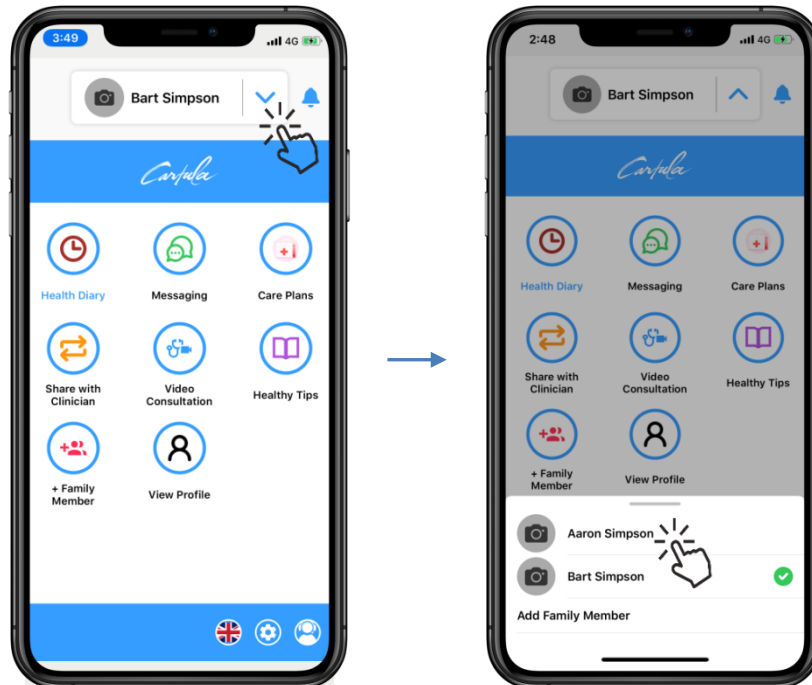 3:49
4G
Bart Simpson
Cartula
Health Diary
Messaging
Care Plans
Share with
Clinician
Video
Consultation
Healthy Tips
+ Family
Member
View Profile
2:48
4G
Bart Simpson
Cartula
Health Diary
Messaging
Care Plans
Share with
Clinician
Video
Consultation
Healthy Tips
+ Family
Member
View Profile
Aaron Simpson
Bart Simpson
Add Family Member